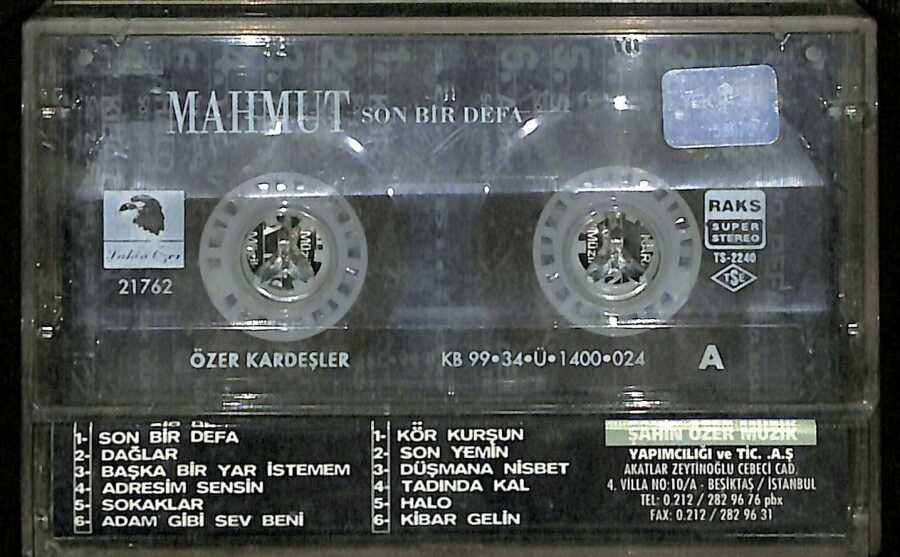 MAHMUT SON BİR DEFA
RAKS
SUPER
STEREO
Şahin Özer
TS-2240
TSE
21762
ÖZER KARDEŞLER
KB 99•34•Ü•1400•024
A
1- SON BİR DEFA
2- DAĞLAR
3- BAŞKA BİR YAR İSTEMEM
4- ADRESİM SENSİN
5- SOKAKLAR
6- ADAM GİBİ SEV BENİ
1- KÖR KURŞUN
2- SON YEMİN
3- DÜŞMANA NİSBET
4- TADINDA KAL
5- HALO
6- KİBAR GELİN
ŞAHİN ÖZER MÜZİK
YAPIMCILIĞI ve TİC. .A.Ş
AKATLAR ZEYTİNOĞLU CEBECİ CAD.
4. VİLLA NO:10/A - BEŞİKTAŞ / İSTANBUL
TEL: 0.212 / 282 96 76 pbx
FAX: 0.212 / 282 96 31